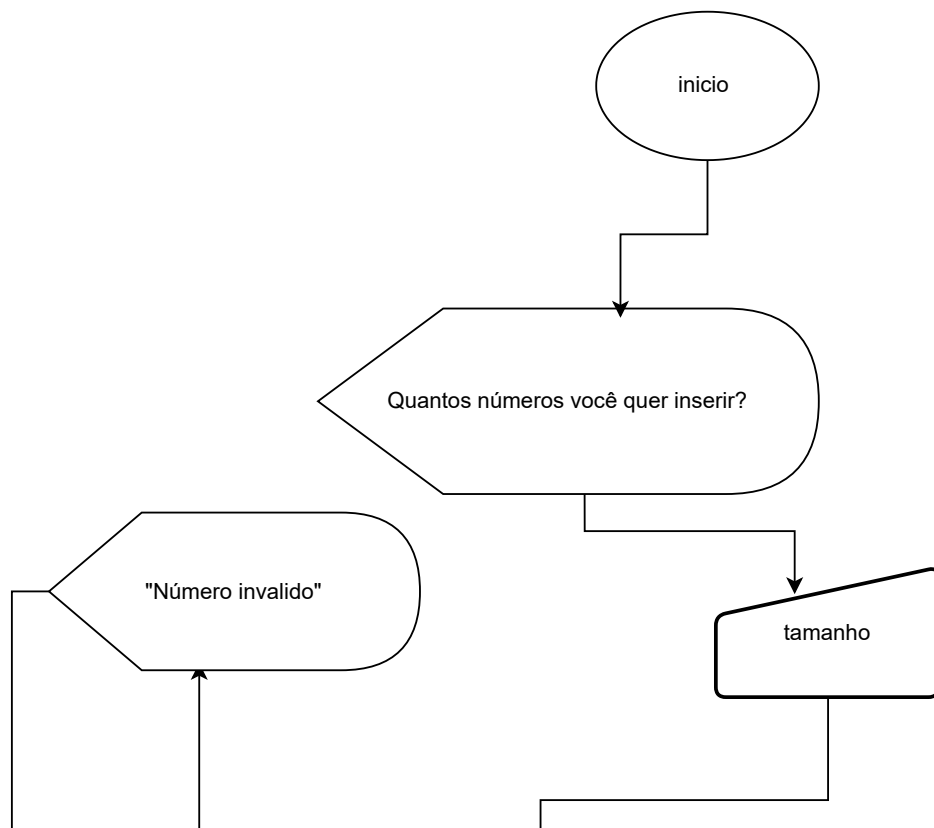 inicio
Quantos números você quer inserir?
"Número invalido"
tamanho